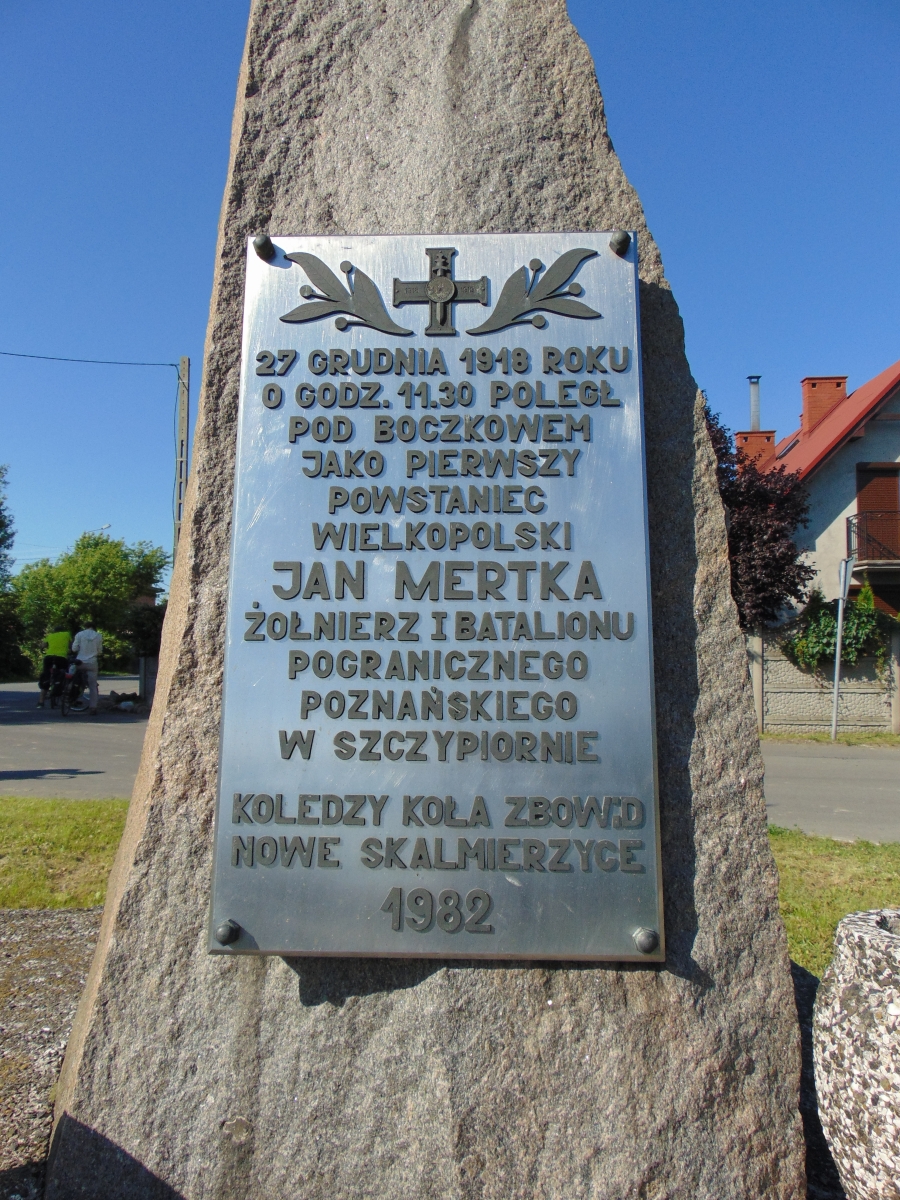 27 GRUDNIA 1918 ROKU
O GODZ. 11.30 POLEGŁ
POD BOCZKOWEM
JAKO PIERWSZY
POWSTANIEC
WIELKOPOLSKI
JAN MERTKA
ŻOŁNIERZ I BATALIONU
POGRANICZNEGO
POZNAŃSKIEGO
W SZCZYPIORNIE
KOLEDZY KOŁA ZBOWiD
NOWE SKALMIERZYCE
1982